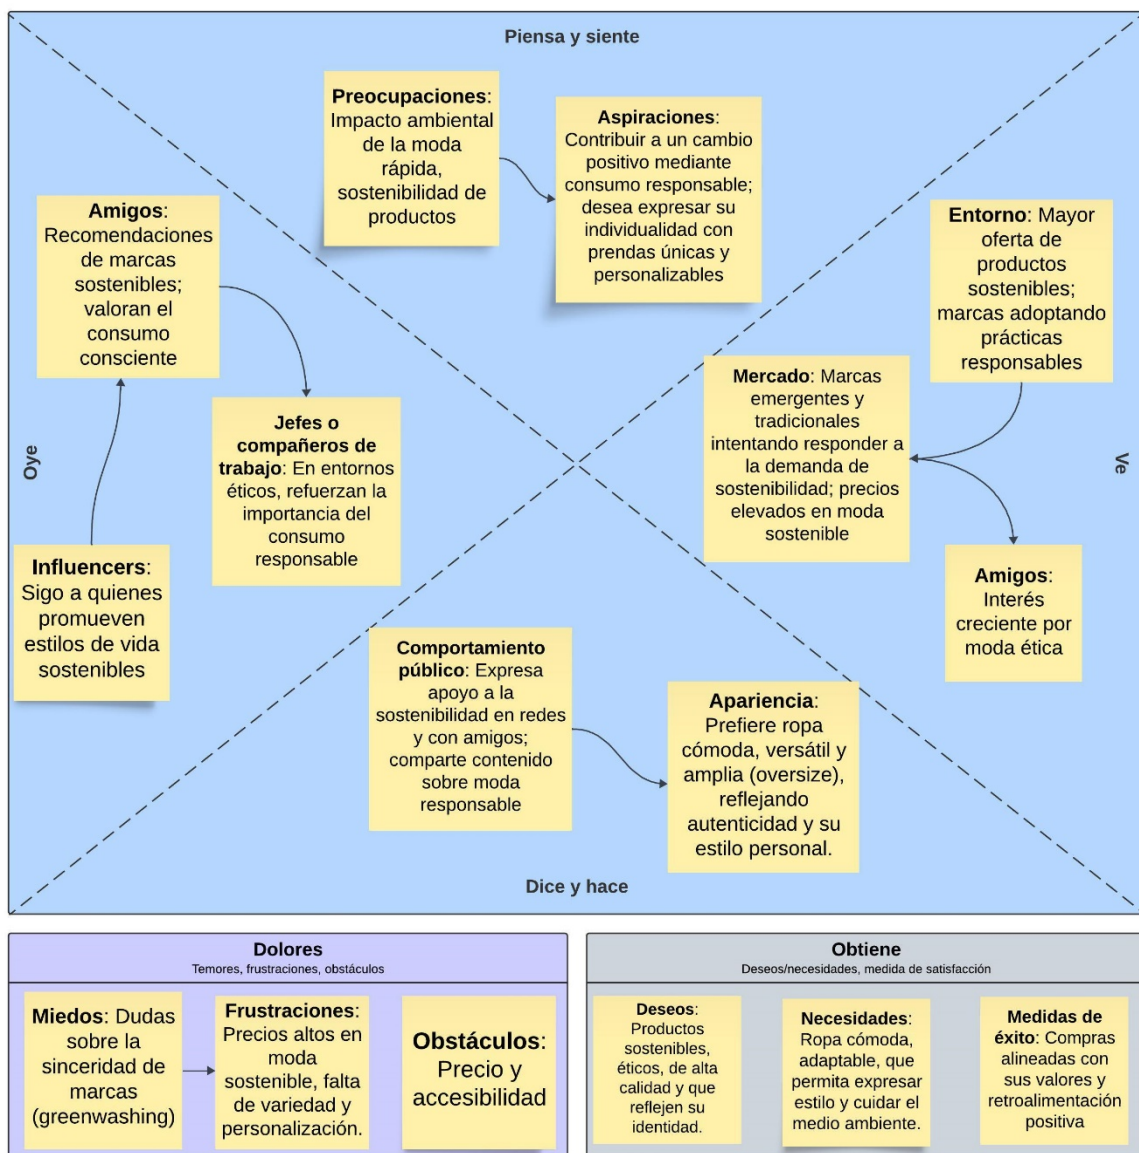 Piensa y siente
Preocupaciones:
Impacto ambiental
de la moda
rápida,
sostenibilidad de
productos
Aspiraciones:
Contribuir a un cambio
positivo mediante
consumo responsable;
desea expresar su
individualidad con
prendas únicas y
personalizables
Oye
Amigos:
Recomendaciones
de marcas
sostenibles;
valoran el
consumo
consciente
Jefes o
compañeros de
trabajo: En entornos
éticos, refuerzan la
importancia del
consumo
responsable
Influencers:
Sigo a quienes
promueven
estilos de vida
sostenibles
Ve
Entorno: Mayor
oferta de
productos
sostenibles;
marcas adoptando
prácticas
responsables
Mercado: Marcas
emergentes y
tradicionales
intentando responder a
la demanda de
sostenibilidad; precios
elevados en moda
sostenible
Amigos:
Interés
creciente por
moda ética
Comportamiento
público: Expresa
apoyo a la
sostenibilidad en redes
y con amigos;
comparte contenido
sobre moda
responsable
Apariencia:
Prefiere ropa
cómoda, versátil y
amplia (oversize),
reflejando
autenticidad y su
estilo personal.
Dice y hace
Dolores
Temores, frustraciones, obstáculos
Miedos: Dudas
sobre la
sinceridad de
marcas
(greenwashing)
Frustraciones:
Precios altos en
moda
sostenible, falta
de variedad y
personalización.
Obstáculos:
Precio y
accesibilidad
Obtiene
Deseos/necesidades, medida de satisfacción
Deseos:
Productos
sostenibles,
éticos, de alta
calidad y que
reflejen su
identidad.
Necesidades:
Ropa cómoda,
adaptable, que
permita expresar
estilo y cuidar el
medio ambiente.
Medidas de
éxito: Compras
alineadas con
sus valores y
retroalimentación
positiva